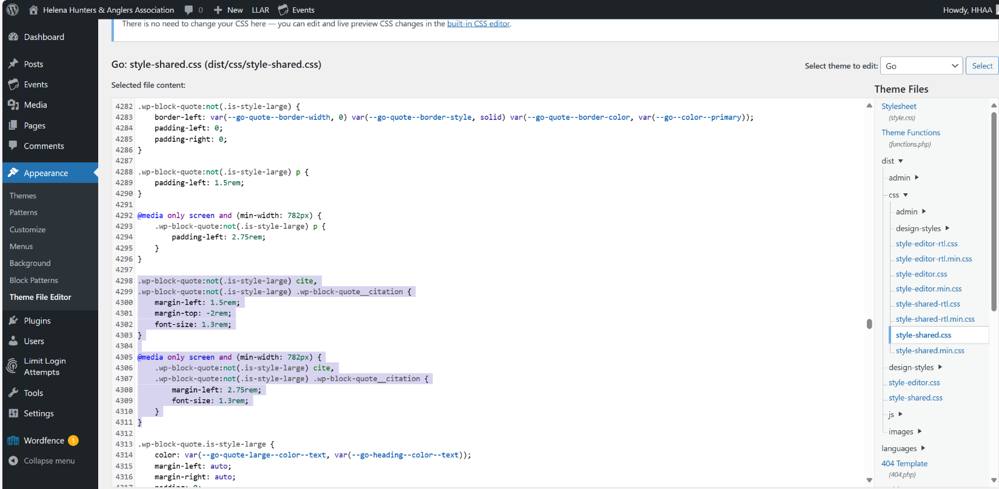 Helena Hunters & Anglers Association 0 New LLAR Events Howdy, HHAA
Dashboard
Posts
Events
Media
Pages
Comments
Appearance
Themes
Patterns
Customize
Menus
Background
Block Patterns
Theme File Editor
Plugins
Users
Limit Login
Attempts
Tools
Settings
Wordfence 1
Collapse menu
There is no need to change your CSS here — you can edit and live preview CSS changes in the built-in CSS editor.
Go: style-shared.css (dist/css/style-shared.css)
Select theme to edit: Go Select
Selected file content:
4282 .wp-block-quote:not(.is-style-large) {
4283 border-left: var(--go-quote--border-width, 0) var(--go-quote--border-style, solid) var(--go-quote--border-color, var(--go--color--primary));
4284 padding-left: 0;
4285 padding-right: 0;
4286 }
4287
4288 .wp-block-quote:not(.is-style-large) p {
4289 padding-left: 1.5rem;
4290 }
4291
4292 @media only screen and (min-width: 782px) {
4293 .wp-block-quote:not(.is-style-large) p {
4294 padding-left: 2.75rem;
4295 }
4296 }
4297
4298 .wp-block-quote:not(.is-style-large) cite,
4299 .wp-block-quote:not(.is-style-large) .wp-block-quote__citation {
4300 margin-left: 1.5rem;
4301 margin-top: -2rem;
4302 font-size: 1.3rem;
4303 }
4304
4305 @media only screen and (min-width: 782px) {
4306 .wp-block-quote:not(.is-style-large) cite,
4307 .wp-block-quote:not(.is-style-large) .wp-block-quote__citation {
4308 margin-left: 2.75rem;
4309 font-size: 1.3rem;
4310 }
4311 }
4312
4313 .wp-block-quote.is-style-large {
4314 color: var(--go-quote-large--color--text, var(--go-heading--color--text));
4315 margin-left: auto;
4316 margin-right: auto;
4317 padding: 0;
Theme Files
Stylesheet
(style.css)
Theme Functions
(functions.php)
dist
admin
css
admin
design-styles
style-editor-rtl.css
style-editor-rtl.min.css
style-editor.css
style-editor.min.css
style-shared-rtl.css
style-shared-rtl.min.css
style-shared.css
style-shared.min.css
design-styles
style-editor.css
style-shared.css
js
images
languages
404 Template
(404.php)